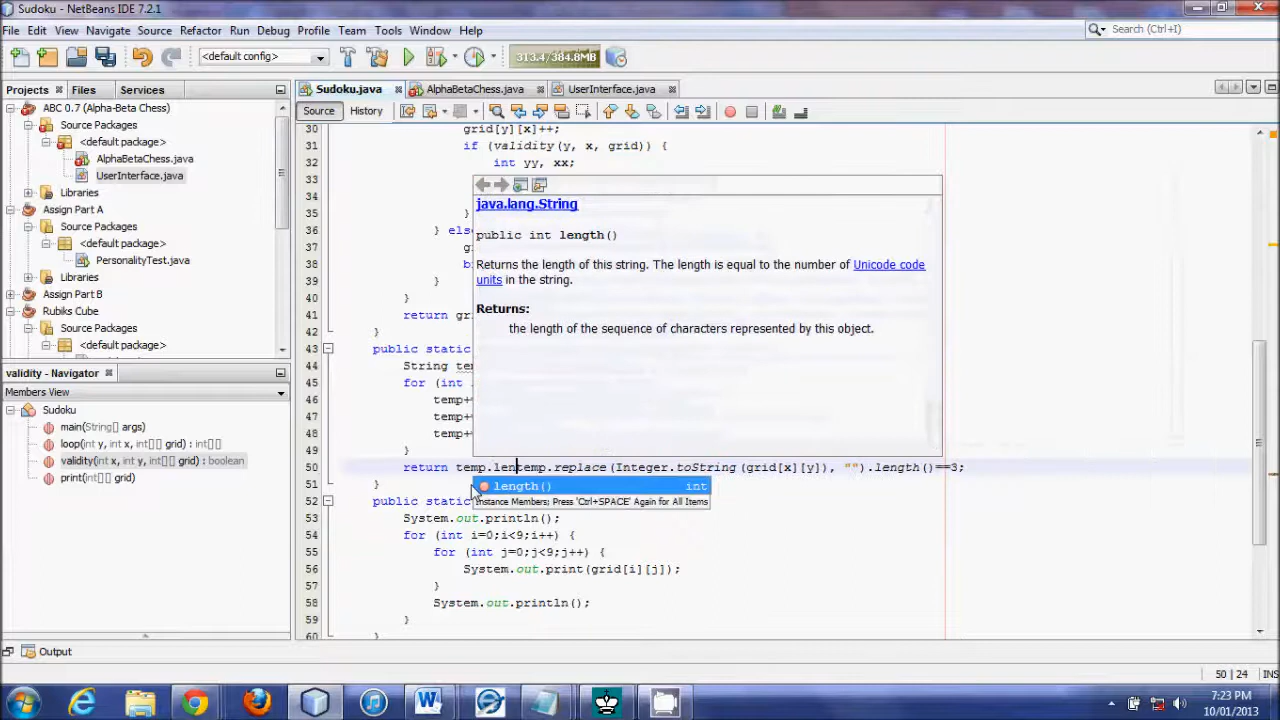 Sudoku - NetBeans IDE 7.2.1
File Edit View Navigate Source Refactor Run Debug Profile Team Tools Window Help
Search (Ctrl+I)
<default config>
313.4/384.8MB
Projects Files Services
Sudoku.java AlphaBetaChess.java UserInterface.java
Source History
ABC 0.7 (Alpha-Beta Chess)
Source Packages
<default package>
AlphaBetaChess.java
UserInterface.java
Libraries
Assign Part A
Source Packages
<default package>
PersonalityTest.java
Libraries
Assign Part B
Rubiks Cube
Source Packages
<default package>
validity - Navigator
Members View
Sudoku
main(String[] args)
loop(int y, int x, int[][] grid) : int[][]
validity(int x, int y, int[][] grid) : boolean
print(int[][] grid)
30 grid[y][x]++;
31 if (validity(y, x, grid)) {
32 int yy, xx;
33
34
35 }
36 } else
37 g
38 b
39 }
40 }
41 return gr
42 }
43 public static
44 String te
45 for (int
46 temp+
47 temp+
48 temp+
49 }
50 return temp.lentemp.replace(Integer.toString(grid[x][y]), "").length()==3;
51 }
52 public static
53 System.out.println();
54 for (int i=0;i<9;i++) {
55 for (int j=0;j<9;j++) {
56 System.out.print(grid[i][j]);
57 }
58 System.out.println();
59 }
60 }
java.lang.String
public int length()
Returns the length of this string. The length is equal to the number of Unicode code
units in the string.
Returns:
the length of the sequence of characters represented by this object.
length() int
Instance Members; Press 'Ctrl+SPACE' Again for All Items
Output
50 | 24 INS
7:23 PM
10/01/2013